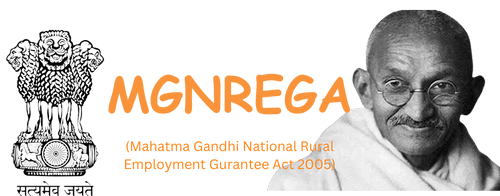 MGNREGA
(Mahatma Gandhi National Rural
Employment Gurantee Act 2005)
सत्यमेव जयते